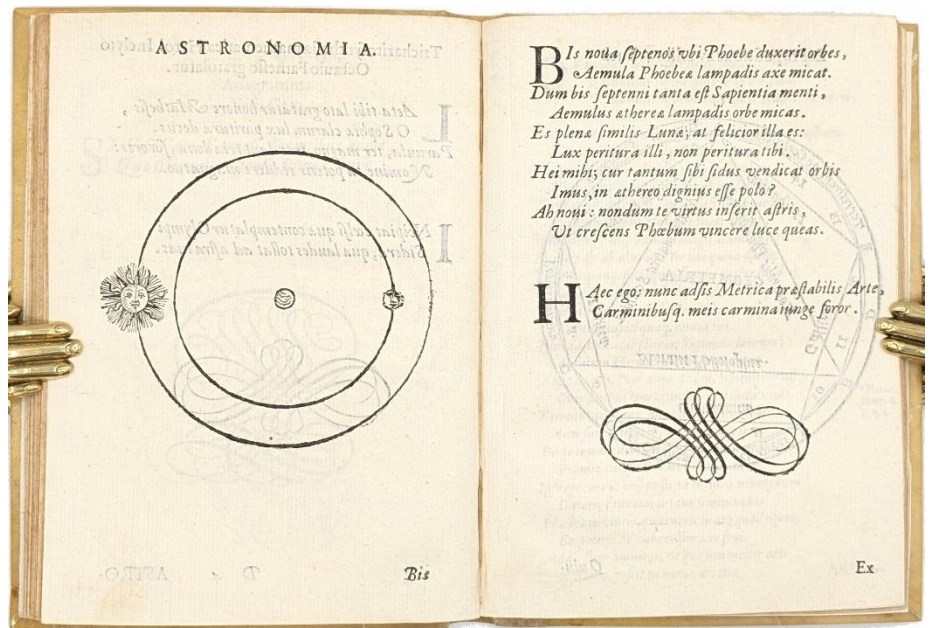 ASTRONOMIA.
Bis
BIs noua septenos vbi Phoebe duxerit orbes,
Aemula Phoebeæ lampadis axe micat.
Dum bis septenni tanta est Sapientia menti,
Aemulus æthereæ lampadis orbe micas.
Es plenæ similis Lunæ, at felicior illa es:
Lux peritura illi, non peritura tibi.
Hei mihi, cur tantum sibi sidus vendicat orbis
Imus, in æthereo dignius esse polo?
Ah noui: nondum te virtus inserit astris,
Ut crescens Phœbum vincere luce queas.
HAec ego: nunc adsis Metrica præstabilis Arte,
Carminibusq. meis carmina iunge soror.
Ex